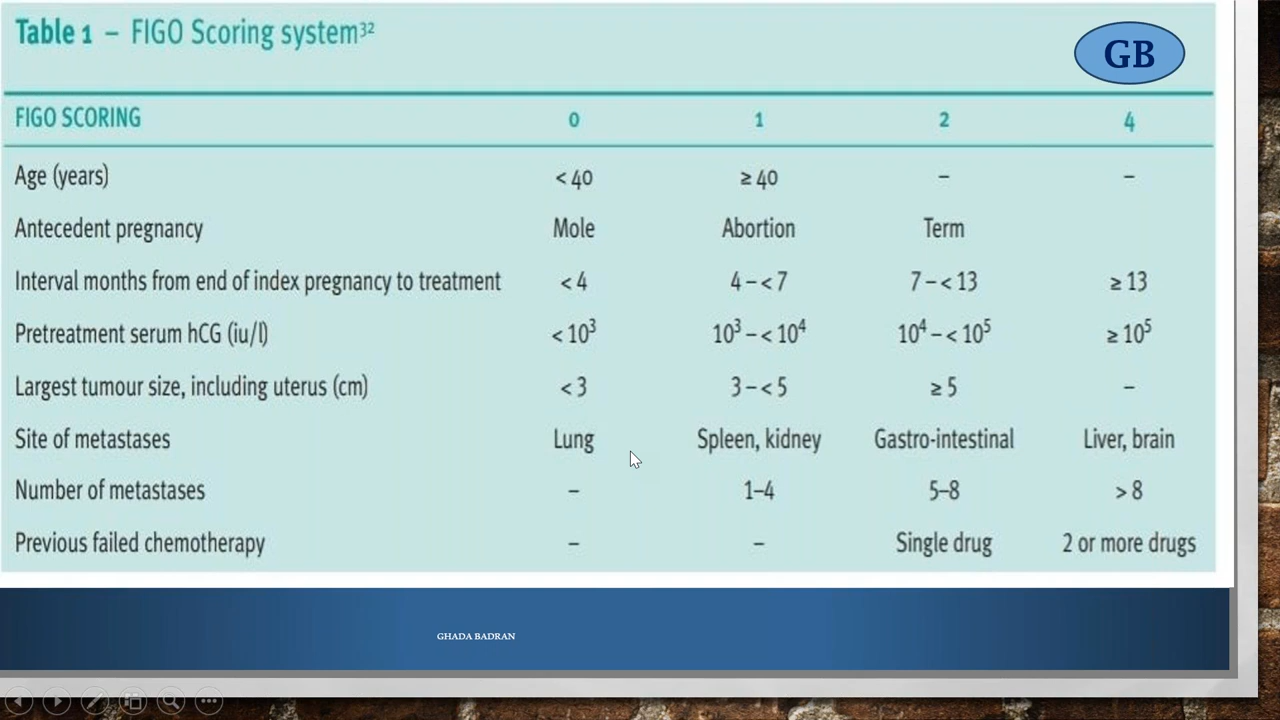 Table 1 – FIGO Scoring system³²
GB
FIGO SCORING 0 1 2 4
Age (years) < 40 ≥ 40 – –
Antecedent pregnancy Mole Abortion Term
Interval months from end of index pregnancy to treatment < 4 4 – < 7 7 – < 13 ≥ 13
Pretreatment serum hCG (iu/l) < 10³ 10³ – < 10⁴ 10⁴ – < 10⁵ ≥ 10⁵
Largest tumour size, including uterus (cm) < 3 3 – < 5 ≥ 5 –
Site of metastases Lung Spleen, kidney Gastro-intestinal Liver, brain
Number of metastases – 1–4 5–8 > 8
Previous failed chemotherapy – – Single drug 2 or more drugs
GHADA BADRAN